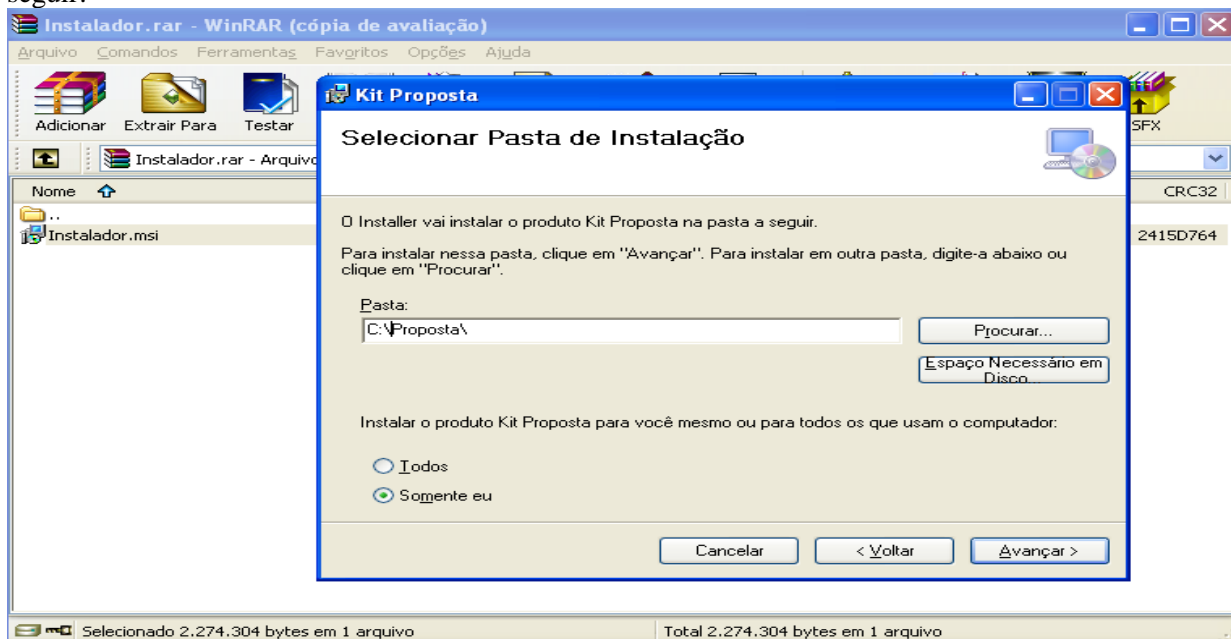 seguir:
Instalador.rar - WinRAR (cópia de avaliação)
Arquivo Comandos Ferramentas Favoritos Opções Ajuda
Adicionar Extrair Para Testar SFX
Instalador.rar - Arquivo
Nome CRC32
..
Instalador.msi 2415D764
Kit Proposta
Selecionar Pasta de Instalação
O Installer vai instalar o produto Kit Proposta na pasta a seguir.
Para instalar nessa pasta, clique em "Avançar". Para instalar em outra pasta, digite-a abaixo ou
clique em "Procurar".
Pasta:
C:\Proposta\
Procurar...
Espaço Necessário em
Disco...
Instalar o produto Kit Proposta para você mesmo ou para todos os que usam o computador:
Todos
Somente eu
Cancelar < Voltar Avançar >
Selecionado 2.274.304 bytes em 1 arquivo Total 2.274.304 bytes em 1 arquivo